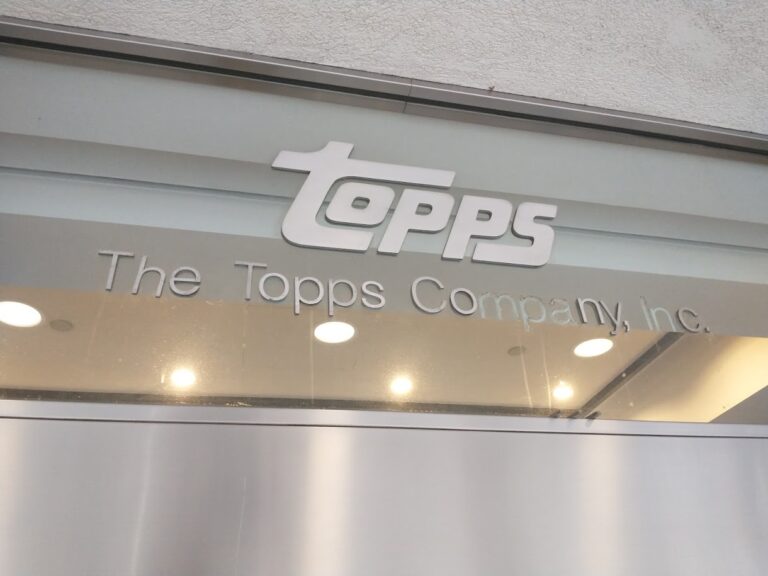 topps
The Topps Company, Inc.